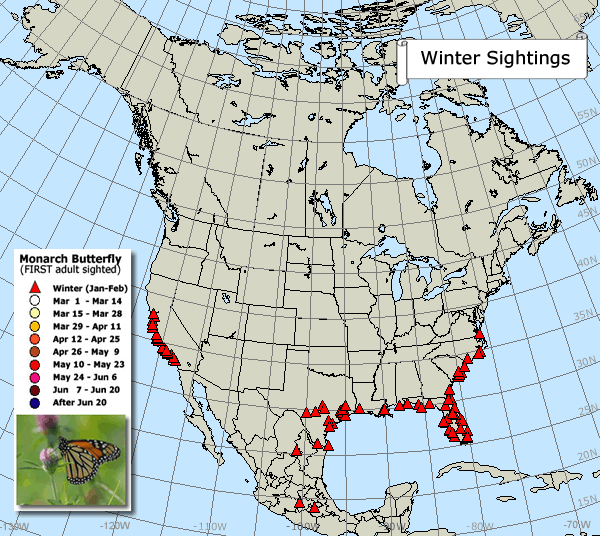 Winter Sightings
55N
45N
35N
30N
25N
20N
15N
Monarch Butterfly
(FIRST adult sighted)
Winter (Jan-Feb)
Mar 1 - Mar 14
Mar 15 - Mar 28
Mar 29 - Apr 11
Apr 12 - Apr 25
Apr 26 - May 9
May 10 - May 23
May 24 - Jun 6
Jun 7 - Jun 20
After Jun 20
-130W
-120W
-110W
-100W
-90W
-80W
-70W